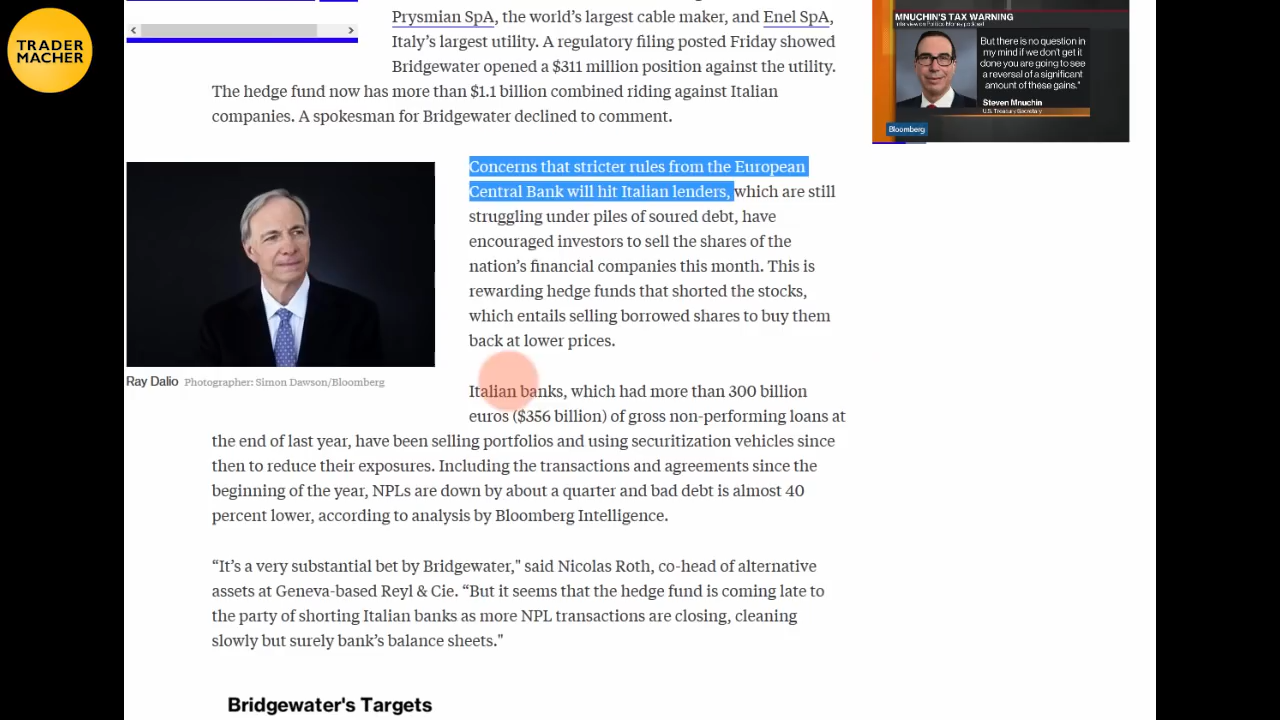 TRADER
MACHER
Prysmian SpA, the world's largest cable maker, and Enel SpA,
Italy's largest utility. A regulatory filing posted Friday showed
Bridgewater opened a $311 million position against the utility.
The hedge fund now has more than $1.1 billion combined riding against Italian
companies. A spokesman for Bridgewater declined to comment.
MNUCHIN'S TAX WARNING
But there is no question in
my mind if we don't get it
done you are going to see
a reversal of a significant
amount of these gains."
Steven Mnuchin
U.S. Treasury Secretary
Bloomberg
Ray Dalio Photographer: Simon Dawson/Bloomberg
Concerns that stricter rules from the European
Central Bank will hit Italian lenders, which are still
struggling under piles of soured debt, have
encouraged investors to sell the shares of the
nation's financial companies this month. This is
rewarding hedge funds that shorted the stocks,
which entails selling borrowed shares to buy them
back at lower prices.
Italian banks, which had more than 300 billion
euros ($356 billion) of gross non-performing loans at
the end of last year, have been selling portfolios and using securitization vehicles since
then to reduce their exposures. Including the transactions and agreements since the
beginning of the year, NPLs are down by about a quarter and bad debt is almost 40
percent lower, according to analysis by Bloomberg Intelligence.
“It's a very substantial bet by Bridgewater," said Nicolas Roth, co-head of alternative
assets at Geneva-based Reyl & Cie. “But it seems that the hedge fund is coming late to
the party of shorting Italian banks as more NPL transactions are closing, cleaning
slowly but surely bank's balance sheets."
Bridgewater's Targets